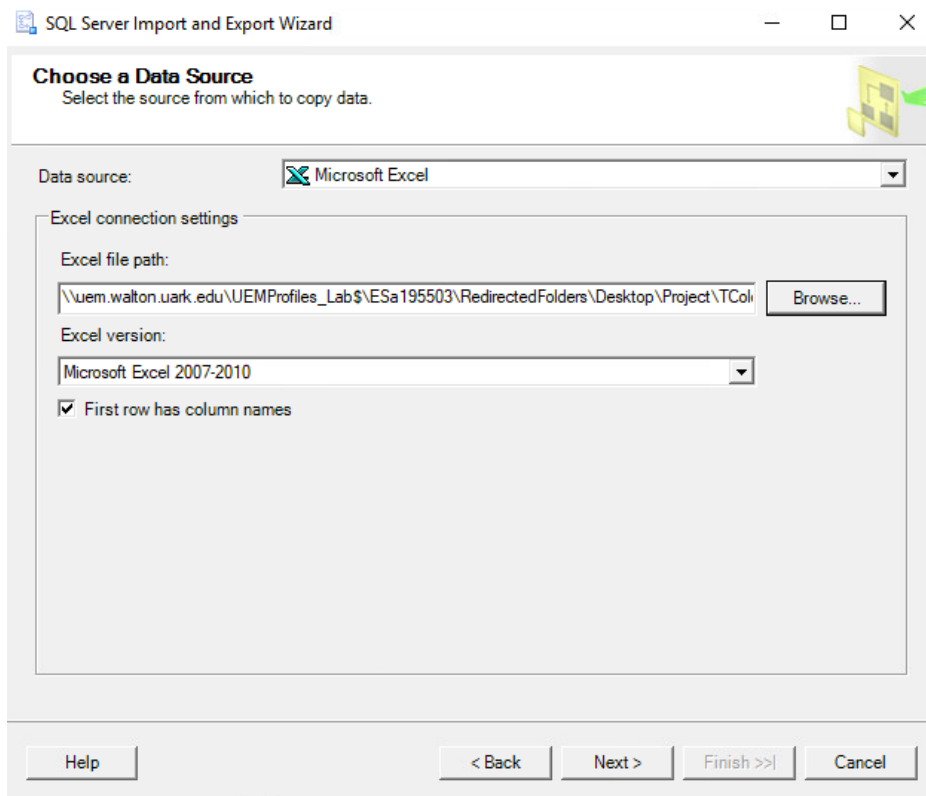 SQL Server Import and Export Wizard
Choose a Data Source
Select the source from which to copy data.
Data source:
Microsoft Excel
Excel connection settings
Excel file path:
\\uem.walton.uark.edu\UEMProfiles_Lab$\ESa195503\RedirectedFolders\Desktop\Project\TCol
Browse...
Excel version:
Microsoft Excel 2007-2010
First row has column names
Help
< Back
Next >
Finish >>|
Cancel